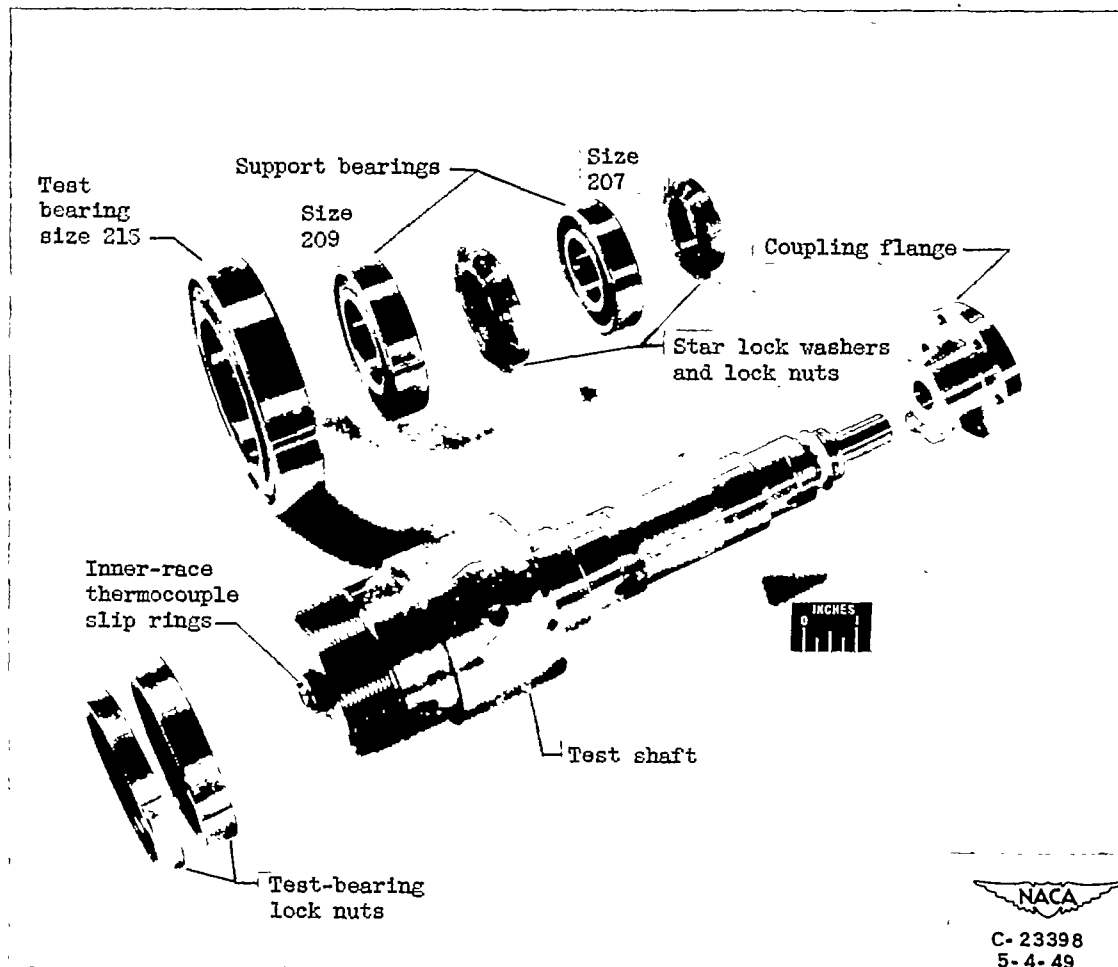 Test
bearing
size 215
Support bearings
Size
209
Size
207
Coupling flange
Star lock washers
and lock nuts
Inner-race
thermocouple
slip rings
INCHES
0 1
Test shaft
Test-bearing
lock nuts
NACA
C-23398
5-4-49